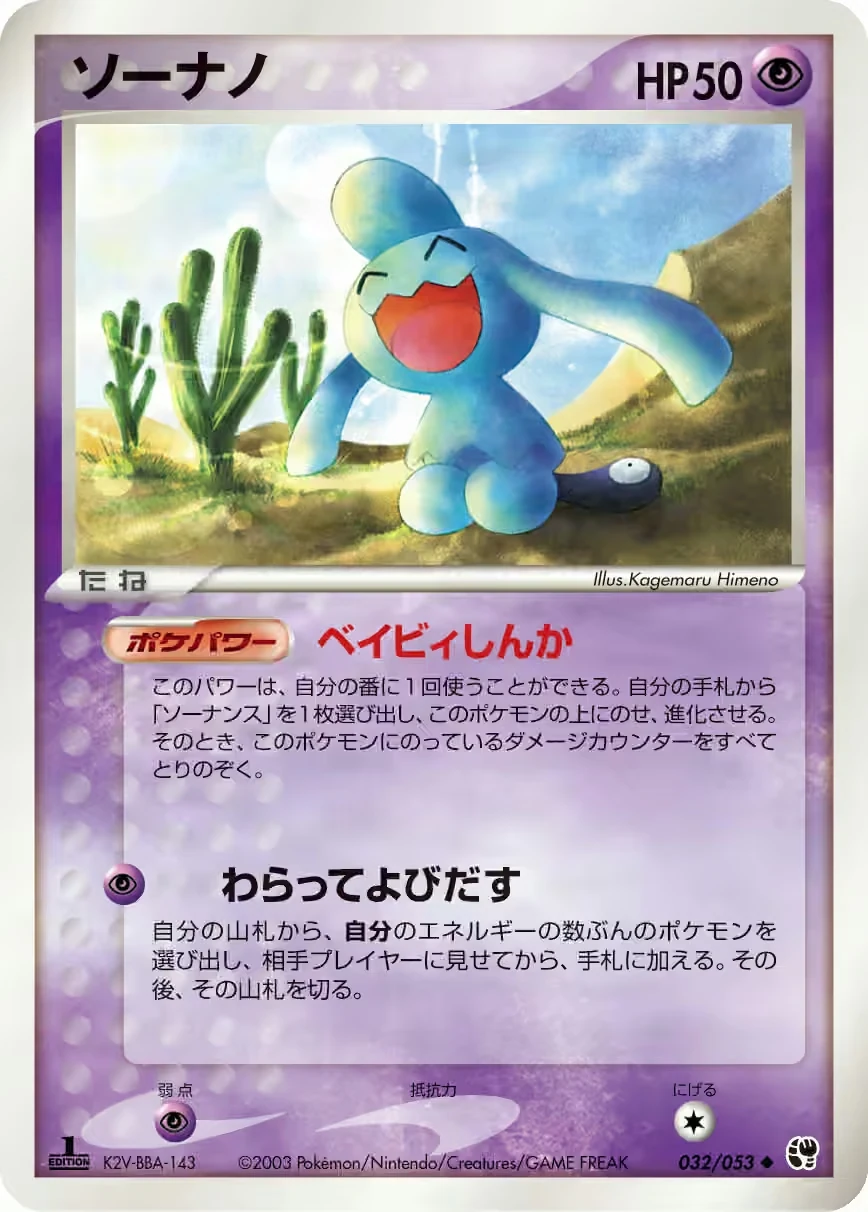 ソーナノ
HP50
たね
Illus.Kagemaru Himeno
ポケパワー ベイビィしんか
このパワーは、自分の番に1回使うことができる。自分の手札から
「ソーナンス」を1枚選び出し、このポケモンの上にのせ、進化させる。
そのとき、このポケモンにのっているダメージカウンターをすべて
とりのぞく。
わらってよびだす
自分の山札から、自分のエネルギーの数ぶんのポケモンを
選び出し、相手プレイヤーに見せてから、手札に加える。その
後、その山札を切る。
弱点 抵抗力 にげる
1 EDITION K2V-BBA-143 ©2003 Pokémon/Nintendo/Creatures/GAME FREAK 032/053